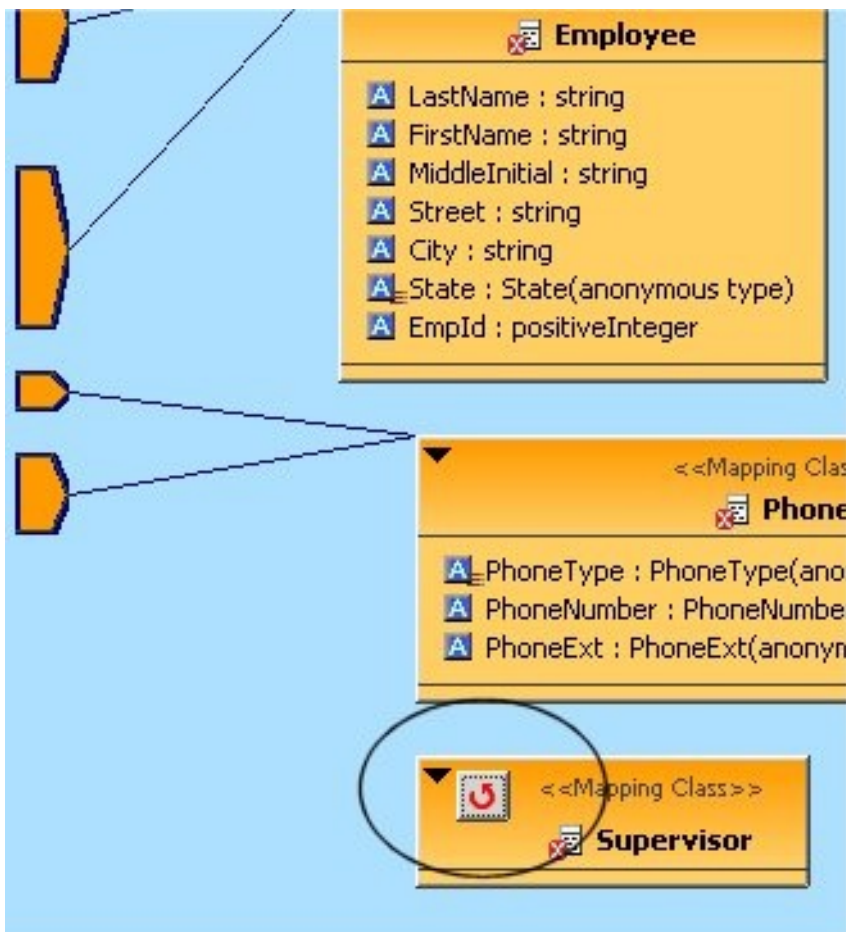 Employee
A LastName : string
A FirstName : string
A MiddleInitial : string
A Street : string
A City : string
A State : State(anonymous type)
A EmpId : positiveInteger
<<Mapping Clas
Phone
A PhoneType : PhoneType(ano
A PhoneNumber : PhoneNumbe
A PhoneExt : PhoneExt(anonym
<<Mapping Class>>
Supervisor